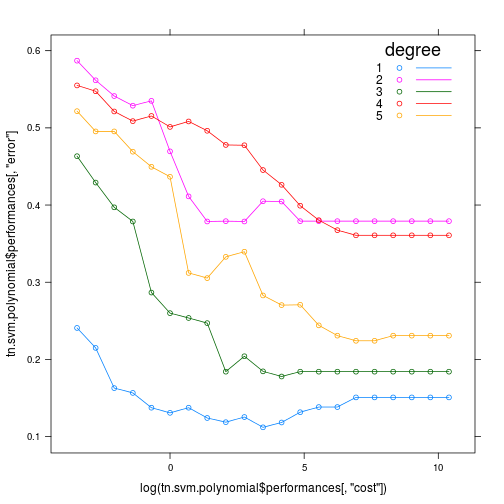 degree
1
2
3
4
5
0.6
0.5
0.4
0.3
0.2
0.1
tn.svm.polynomial$performances[, "error"]
0 5 10
log(tn.svm.polynomial$performances[, "cost"])